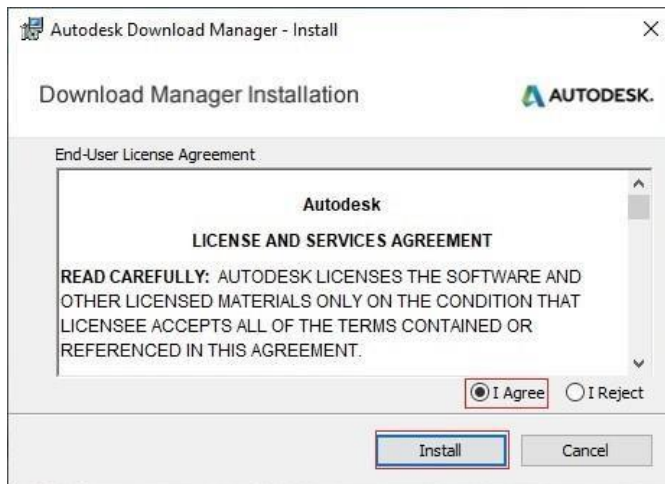 Autodesk Download Manager - Install
Download Manager Installation
AUTODESK.
End-User License Agreement
Autodesk
LICENSE AND SERVICES AGREEMENT
READ CAREFULLY: AUTODESK LICENSES THE SOFTWARE AND
OTHER LICENSED MATERIALS ONLY ON THE CONDITION THAT
LICENSEE ACCEPTS ALL OF THE TERMS CONTAINED OR
REFERENCED IN THIS AGREEMENT.
I Agree I Reject
Install Cancel